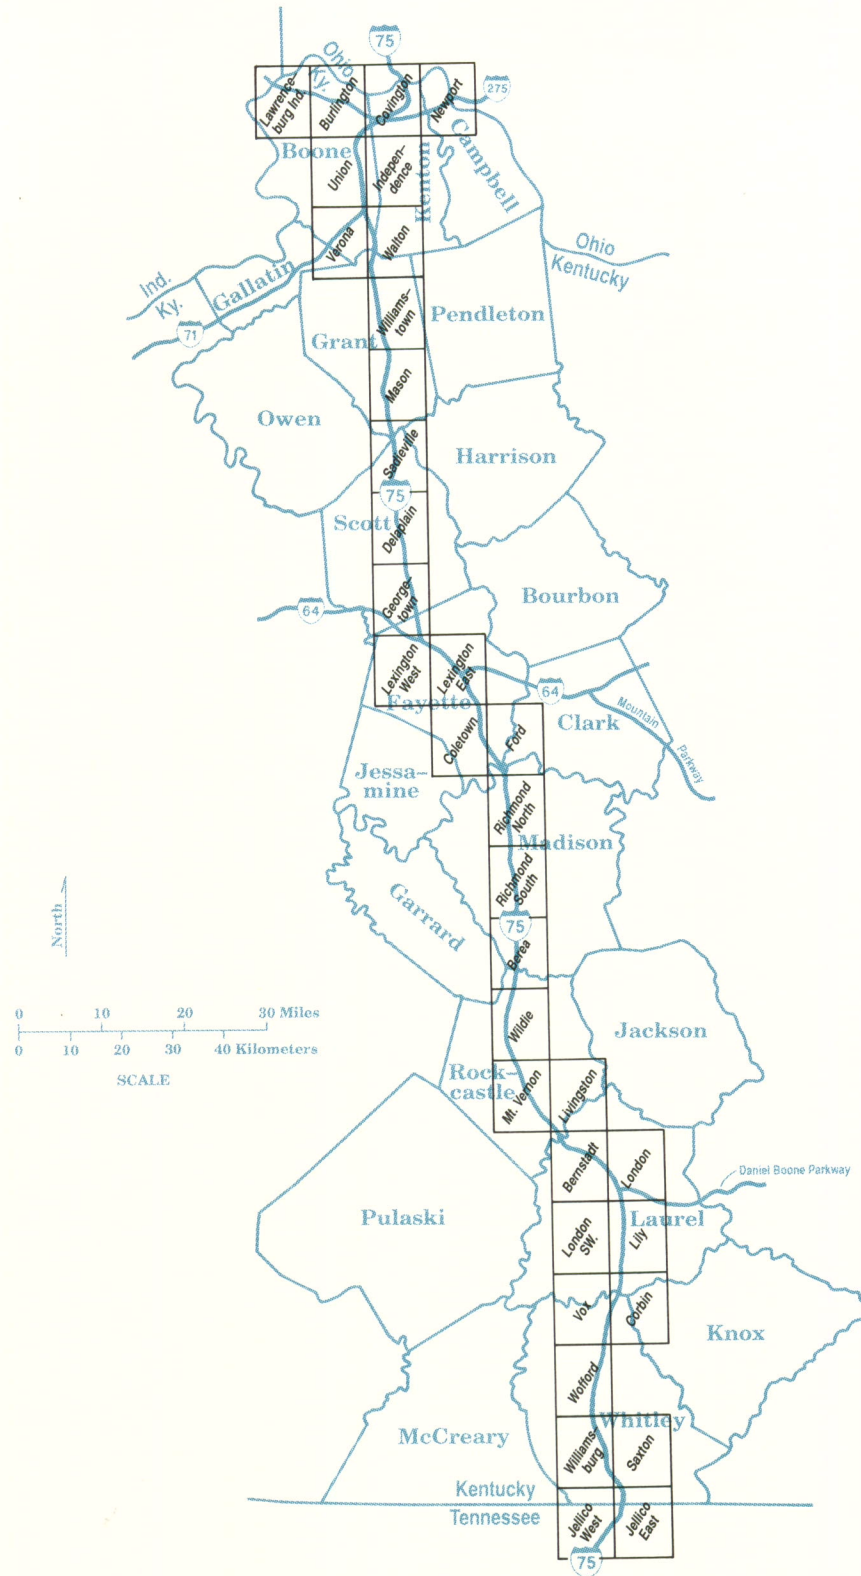 75
Ohio
Ky.
275
Lawrence-
burg Ind.
Burlington
Covington
Newport
Boone
Union
Indepen-
dence
Kenton
Campbell
Verona
Walton
Ohio
Kentucky
Ind.
Ky.
Gallatin
71
Williams-
town
Pendleton
Grant
Mason
Owen
Sadieville
Harrison
75
Scott
Delaplain
George-
town
Bourbon
64
Lexington
West
Lexington
East
64
Fayette
Mountain
Parkway
Coletown
Ford
Clark
Jessa-
mine
Richmond
North
Madison
Richmond
South
Garrard
75
North
Berea
0 10 20 30 Miles
0 10 20 30 40 Kilometers
SCALE
Wildie
Jackson
Rock-
castle
Mt. Vernon
Livingston
Bernstadt
London
Daniel Boone Parkway
Pulaski
London
SW.
Lily
Laurel
Vox
Corbin
Knox
Wofford
McCreary
Whitley
Williams-
burg
Saxton
Kentucky
Tennessee
Jellico
West
Jellico
East
75